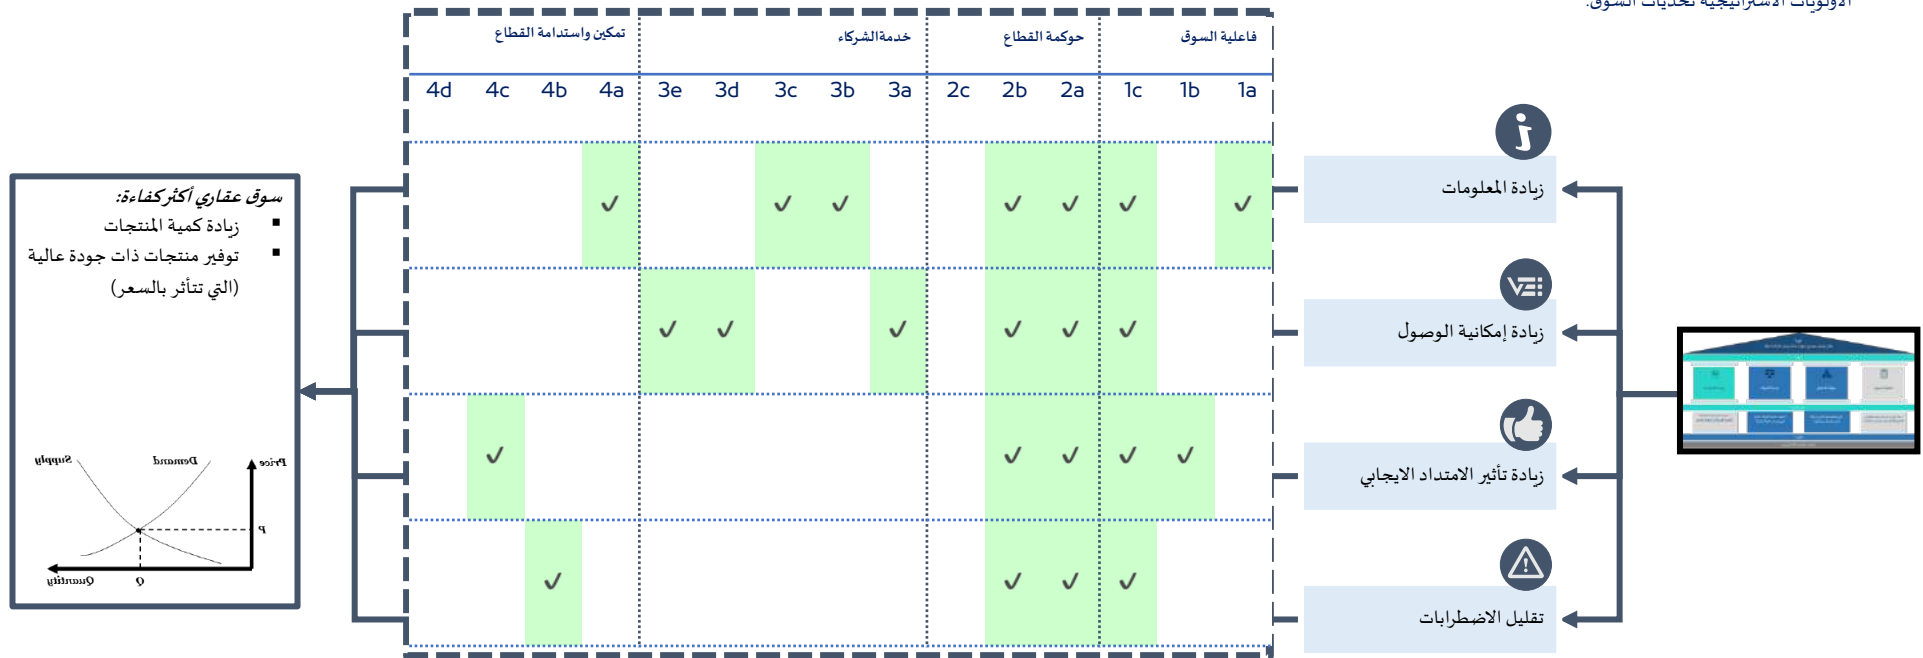 الأولويات الاستراتيجية تحديات السوق.
فاعلية السوق
حوكمة القطاع
خدمة الشركاء
تمكين واستدامة القطاع
1a
1b
1c
2a
2b
2c
3a
3b
3c
3d
3e
4a
4b
4c
4d
زيادة المعلومات
زيادة إمكانية الوصول
زيادة تأثير الامتداد الايجابي
تقليل الاضطرابات
سوق عقاري أكثر كفاءة:
زيادة كمية المنتجات
توفير منتجات ذات جودة عالية
(التي تتأثر بالسعر)
Price
Demand
Supply
P
Q
Quantity